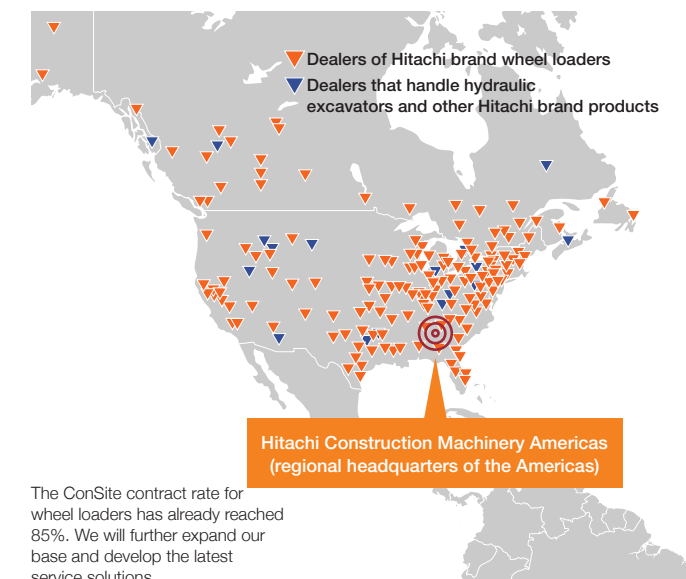 Dealers of Hitachi brand wheel loaders
Dealers that handle hydraulic
excavators and other Hitachi brand products
Hitachi Construction Machinery Americas
(regional headquarters of the Americas)
The ConSite contract rate for
wheel loaders has already reached
85%. We will further expand our
base and develop the latest
service solutions